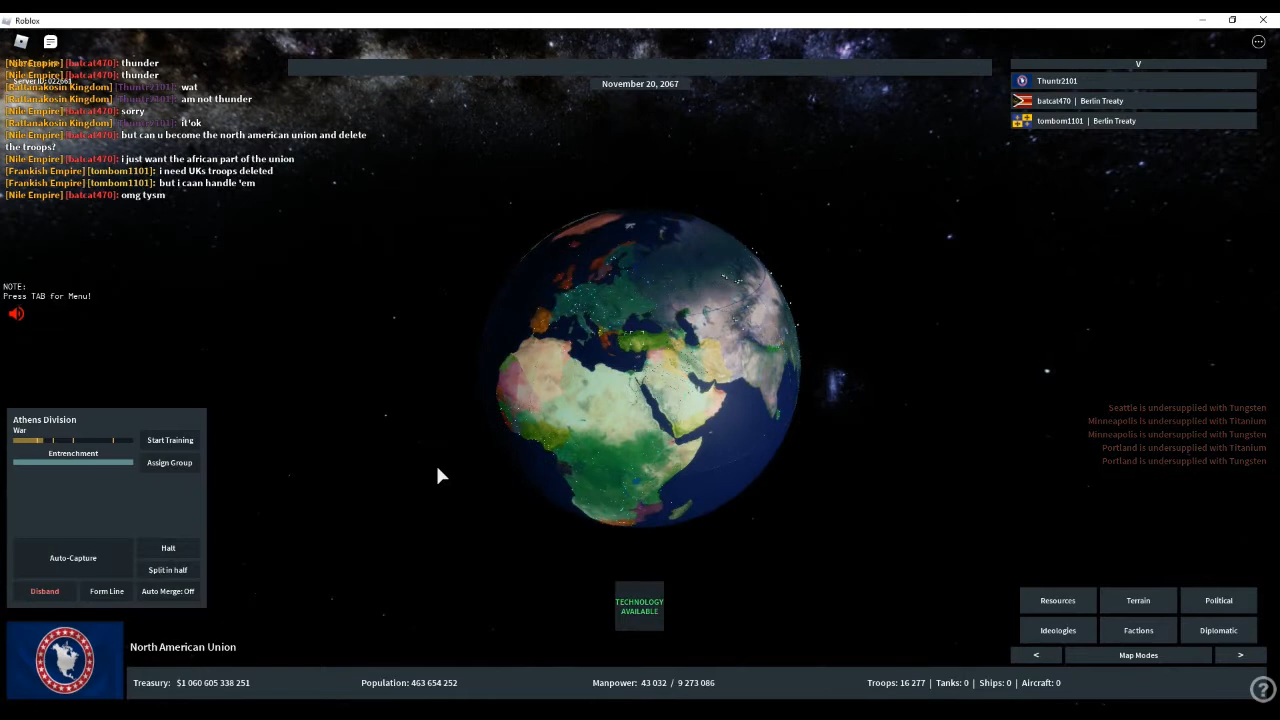 Roblox
[Nile Empire] [batcat470]: thunder
[Nile Empire] [batcat470]: thunder
Server ID: 
[Rattanakosin Kingdom] [Thuntr2101]: wat
[Rattanakosin Kingdom] [Thuntr2101]: am not thunder
[Nile Empire] [batcat470]: sorry
[Rattanakosin Kingdom] [Thuntr2101]: it'ok
[Nile Empire] [batcat470]: but can u become the north american union and delete
the troops?
[Nile Empire] [batcat470]: i just want the african part of the union
[Frankish Empire] [tombom1101]: i need UKs troops deleted
[Frankish Empire] [tombom1101]: but i caan handle 'em
[Nile Empire] [batcat470]: omg tysm
November 20, 2067
V
Thuntr2101
batcat470 | Berlin Treaty
tombom1101 | Berlin Treaty
NOTE:
Press TAB for Menu!
Seattle is undersupplied with Tungsten
Minneapolis is undersupplied with Titanium
Minneapolis is undersupplied with Tungsten
Portland is undersupplied with Titanium
Portland is undersupplied with Tungsten
Athens Division
War
Start Training
Entrenchment
Assign Group
Auto-Capture
Halt
Split in half
Disband
Form Line
Auto Merge: Off
TECHNOLOGY
AVAILABLE
Resources
Terrain
Political
Ideologies
Factions
Diplomatic
<
Map Modes
>
North American Union
Treasury: $1 060 605 338 251
Population: 463 654 252
Manpower: 43 032 / 9 273 086
Troops: 16 277 | Tanks: 0 | Ships: 0 | Aircraft: 0
?